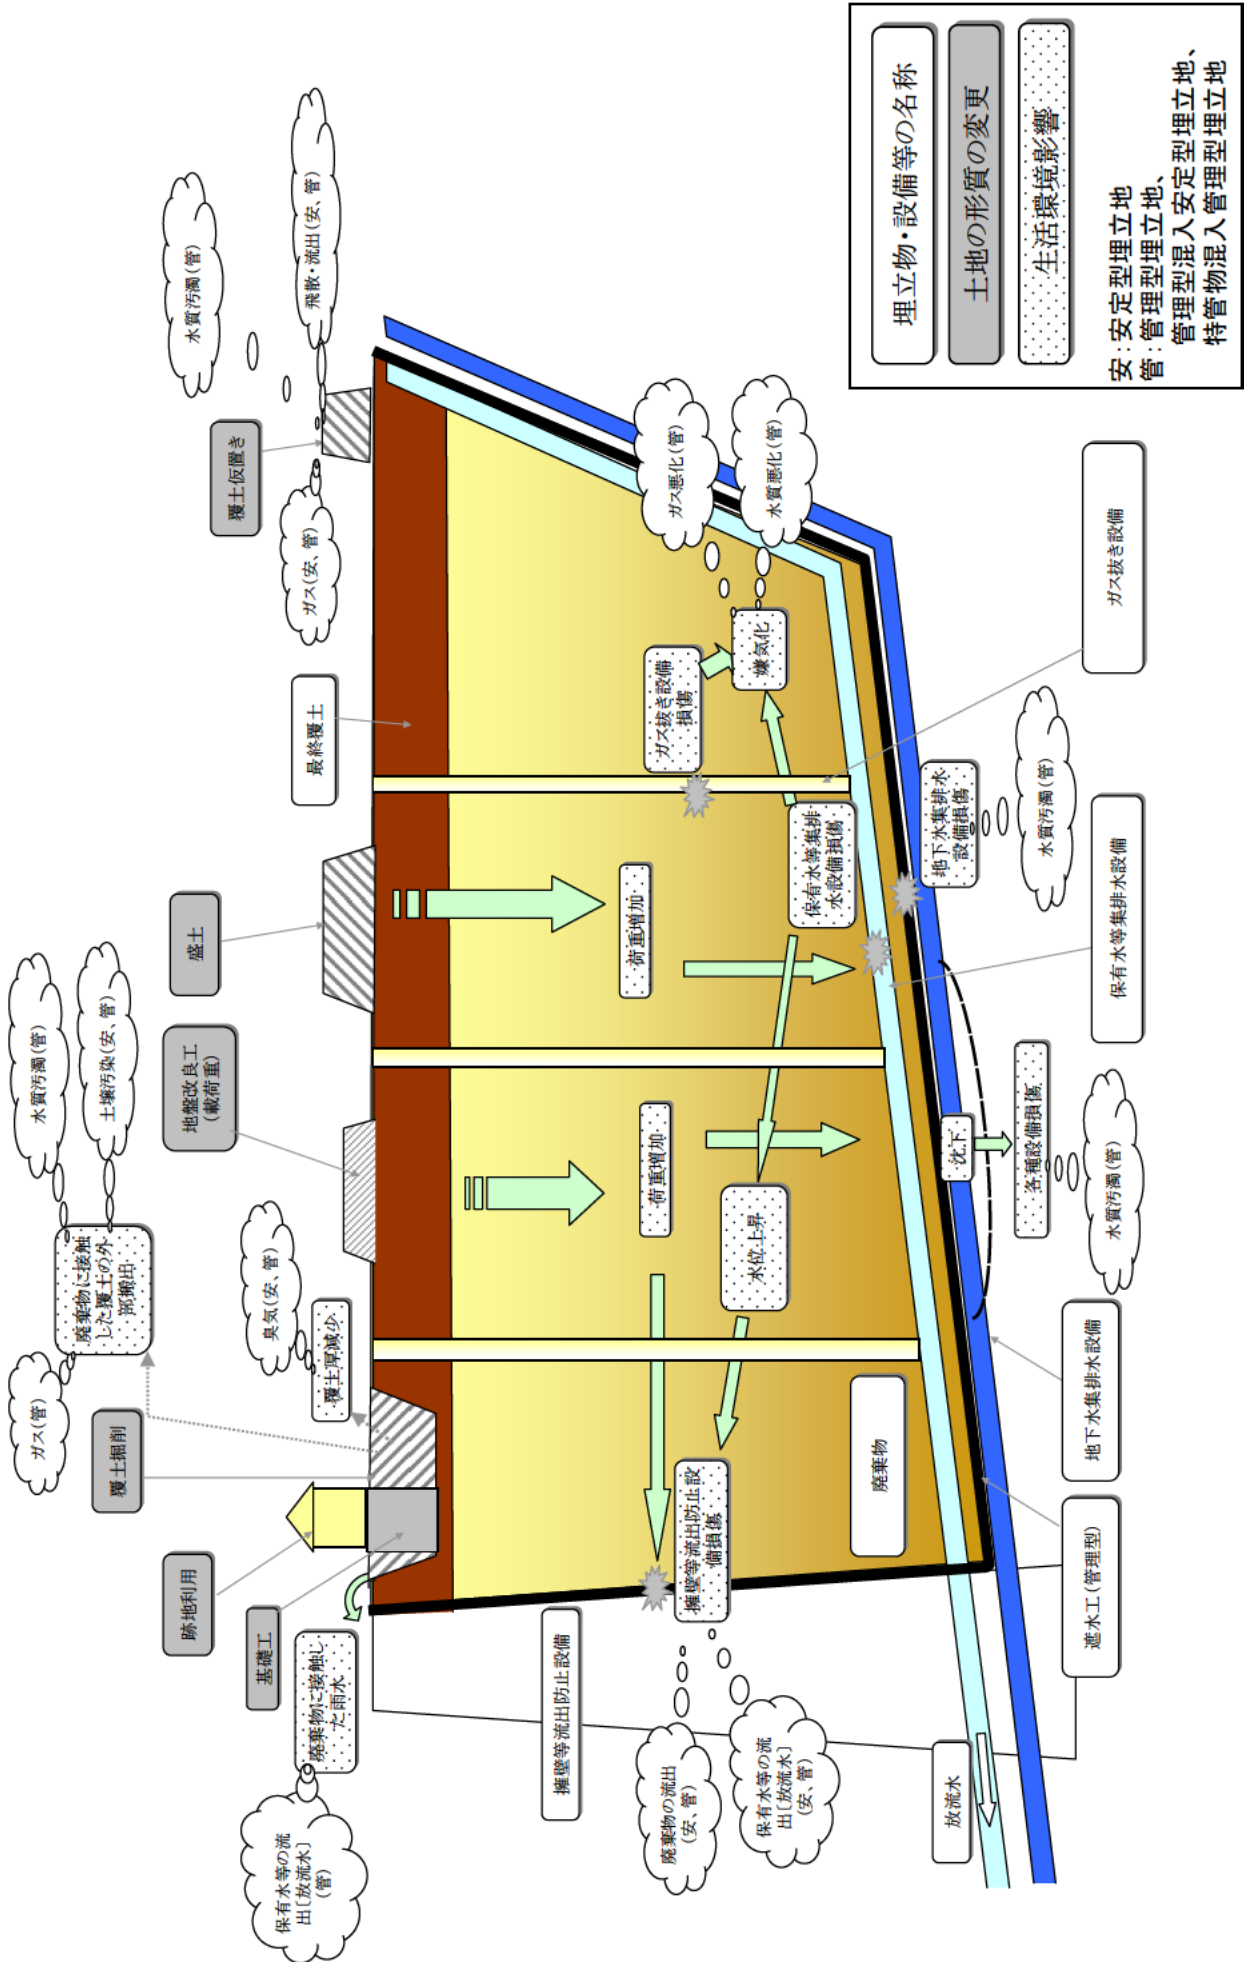 水質汚濁(管)
土壌汚染(安、管)
ガス(管)
廃棄物に接触
した覆土の外
部搬出
水質汚濁(管)
飛散・流出(安、管)
ガス(安、管)
覆土仮置き
盛土
地盤改良工
(載荷重)
覆土掘削
跡地利用
基礎工
臭気(安、管)
覆土厚減少
最終覆土
廃棄物に接触し
た雨水
保有水等の流
出〔放流水〕
(管)
擁壁等流出防止設備
荷重増加
荷重増加
ガス抜き設備
損傷
嫌気化
ガス悪化(管)
水質悪化(管)
保有水等集排
水設備損傷
水位上昇
擁壁等流出防止設
備損傷
廃棄物の流出
(安、管)
保有水等の流
出〔放流水〕
(安、管)
廃棄物
地下水集排水
設備損傷
水質汚濁(管)
沈下
各種設備損傷
水質汚濁(管)
放流水
遮水工(管理型)
地下水集排水設備
保有水等集排水設備
ガス抜き設備
埋立物・設備等の名称
土地の形質の変更
生活環境影響
安:安定型埋立地
管:管理型埋立地、
管理型混入安定型埋立地、
特管物混入管理型埋立地